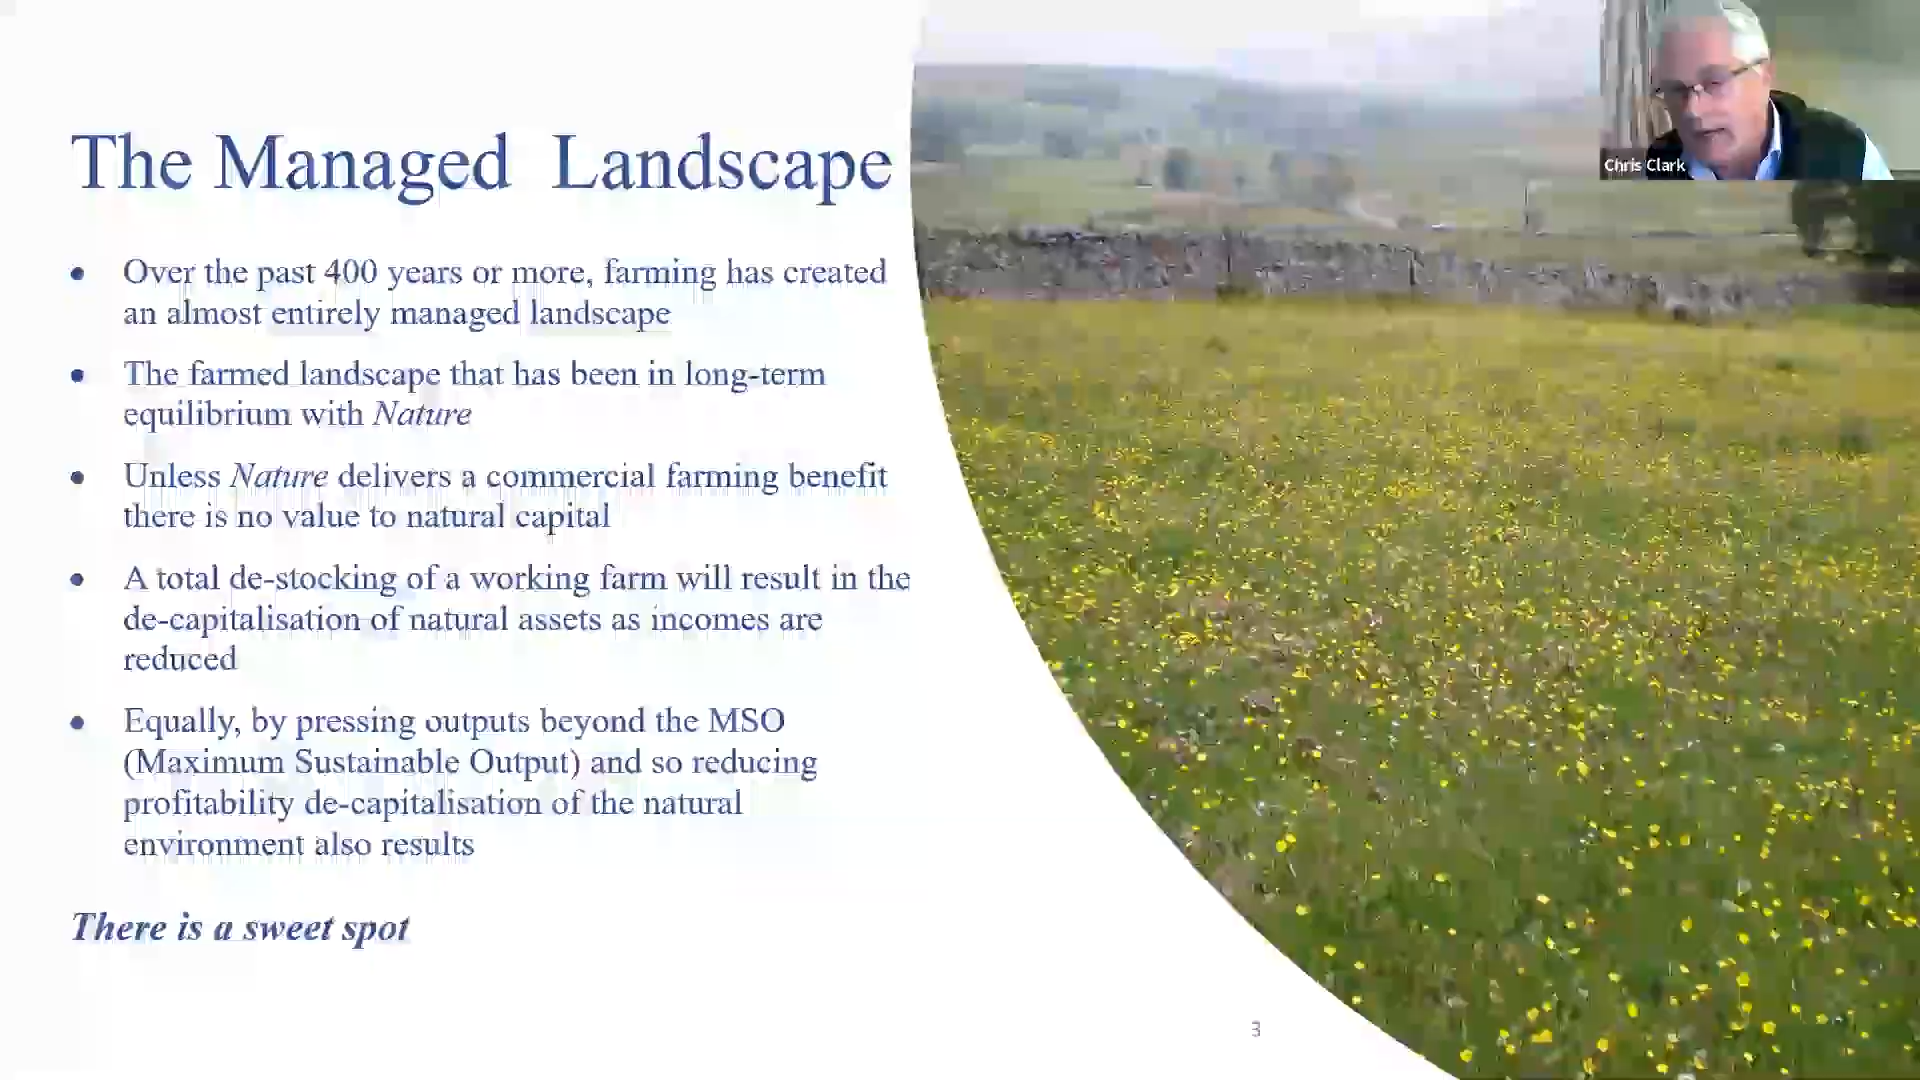 The Managed Landscape
• Over the past 400 years or more, farming has created
an almost entirely managed landscape
• The farmed landscape that has been in long-term
equilibrium with Nature
• Unless Nature delivers a commercial farming benefit
there is no value to natural capital
• A total de-stocking of a working farm will result in the
de-capitalisation of natural assets as incomes are
reduced
• Equally, by pressing outputs beyond the MSO
(Maximum Sustainable Output) and so reducing
profitability de-capitalisation of the natural
environment also results
There is a sweet spot
3
Chris Clark